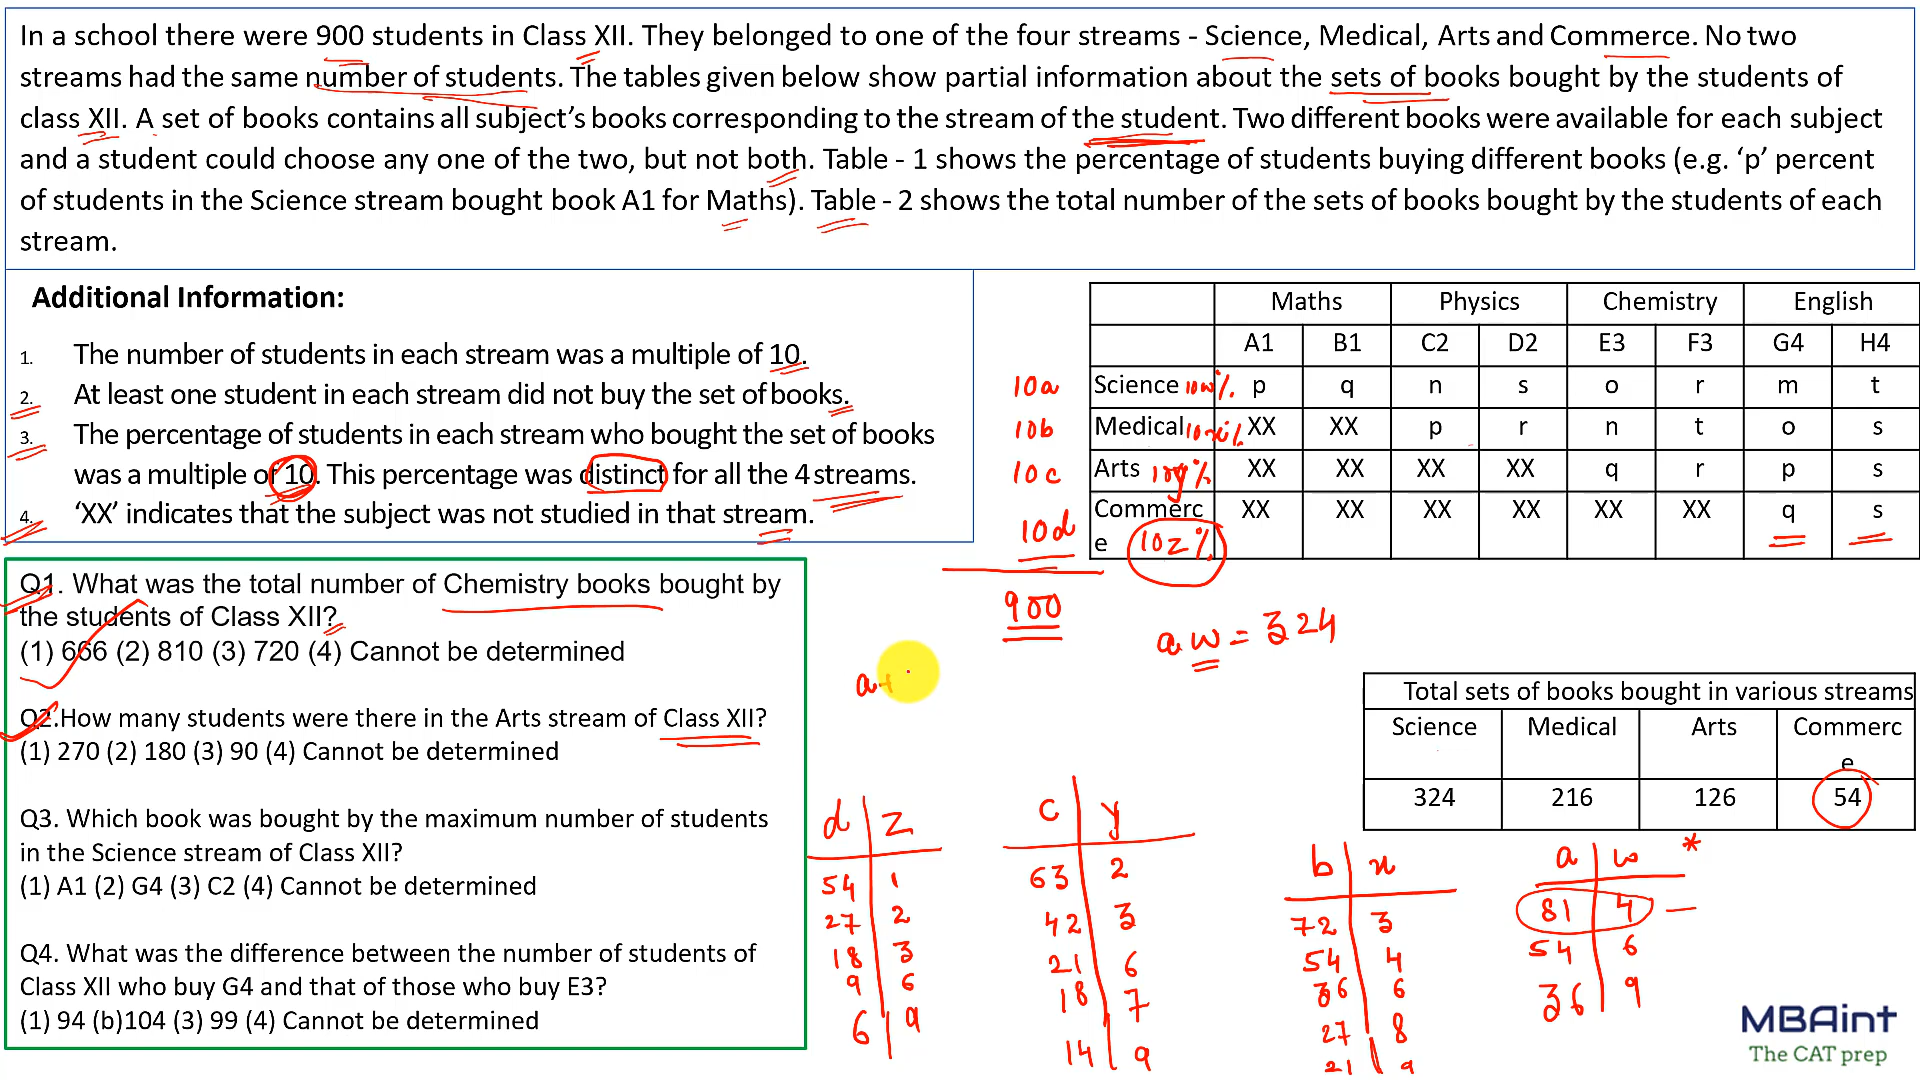 In a school there were 900 students in Class XII. They belonged to one of the four streams - Science, Medical, Arts and Commerce. No two
streams had the same number of students. The tables given below show partial information about the sets of books bought by the students of
class XII. A set of books contains all subject’s books corresponding to the stream of the student. Two different books were available for each subject
and a student could choose any one of the two, but not both. Table - 1 shows the percentage of students buying different books (e.g. ‘p’ percent
of students in the Science stream bought book A1 for Maths). Table - 2 shows the total number of the sets of books bought by the students of each
stream.
Additional Information:
1. The number of students in each stream was a multiple of 10.
2. At least one student in each stream did not buy the set of books.
3. The percentage of students in each stream who bought the set of books
was a multiple of 10. This percentage was distinct for all the 4 streams.
4. ‘XX’ indicates that the subject was not studied in that stream.
Maths Physics Chemistry English
A1 B1 C2 D2 E3 F3 G4 H4
10a Science 10w%. p q n s o r m t
10b Medical 10x% XX XX p r n t o s
10c Arts 10y% XX XX XX XX q r p s
10d Commerc XX XX XX XX XX XX q s
e 10z%
900
aw = 324
a+
Q1. What was the total number of Chemistry books bought by
the students of Class XII?
(1) 666 (2) 810 (3) 720 (4) Cannot be determined
Q2.How many students were there in the Arts stream of Class XII?
(1) 270 (2) 180 (3) 90 (4) Cannot be determined
Q3. Which book was bought by the maximum number of students
in the Science stream of Class XII?
(1) A1 (2) G4 (3) C2 (4) Cannot be determined
Q4. What was the difference between the number of students of
Class XII who buy G4 and that of those who buy E3?
(1) 94 (b)104 (3) 99 (4) Cannot be determined
Total sets of books bought in various streams
Science Medical Arts Commerc
e
324 216 126 54
d z
54 1
27 2
18 3
9 6
6 9
c y
63 2
42 3
21 6
18 7
14 9
b x
72 3
54 4
36 6
27 8
21 9
a w *
81 4
54 6
36 9
MBAint
The CAT prep